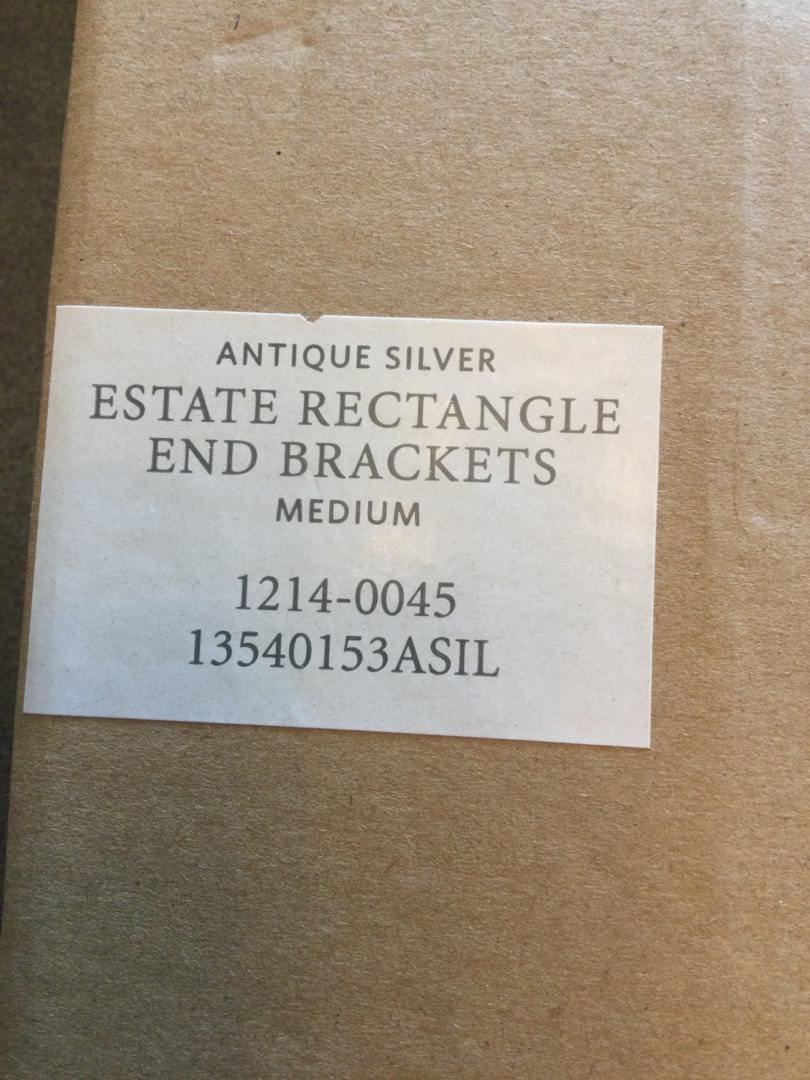 ANTIQUE SILVER
ESTATE RECTANGLE
END BRACKETS
MEDIUM
1214-0045
13540153ASIL